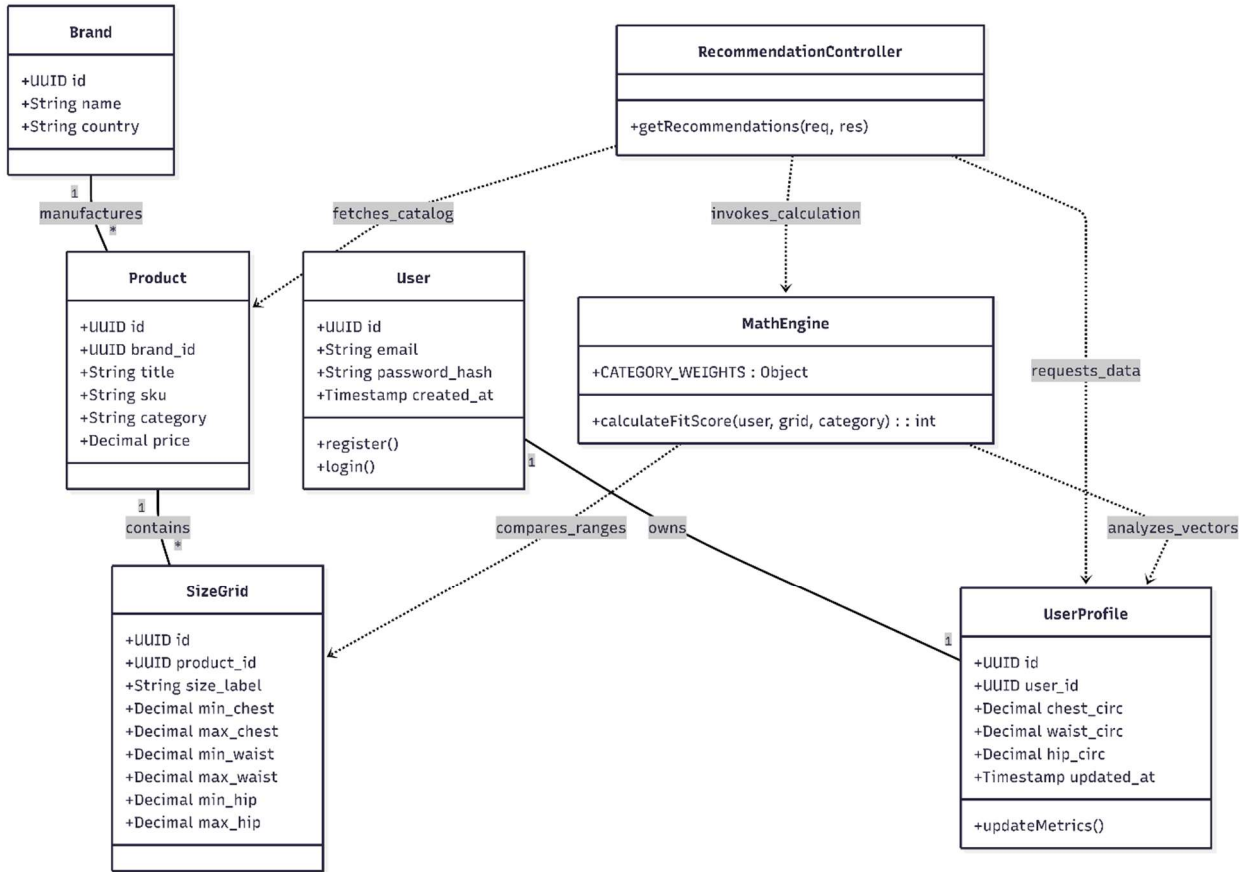 Brand
+UUID id
+String name
+String country
RecommendationController
+getRecommendations(req, res)
1
manufactures
*
fetches_catalog
invokes_calculation
requests_data
Product
+UUID id
+UUID brand_id
+String title
+String sku
+String category
+Decimal price
User
+UUID id
+String email
+String password_hash
+Timestamp created_at
+register()
+login()
MathEngine
+CATEGORY_WEIGHTS : Object
+calculateFitScore(user, grid, category) : : int
1
contains
*
1
owns
1
compares_ranges
analyzes_vectors
SizeGrid
+UUID id
+UUID product_id
+String size_label
+Decimal min_chest
+Decimal max_chest
+Decimal min_waist
+Decimal max_waist
+Decimal min_hip
+Decimal max_hip
UserProfile
+UUID id
+UUID user_id
+Decimal chest_circ
+Decimal waist_circ
+Decimal hip_circ
+Timestamp updated_at
+updateMetrics()